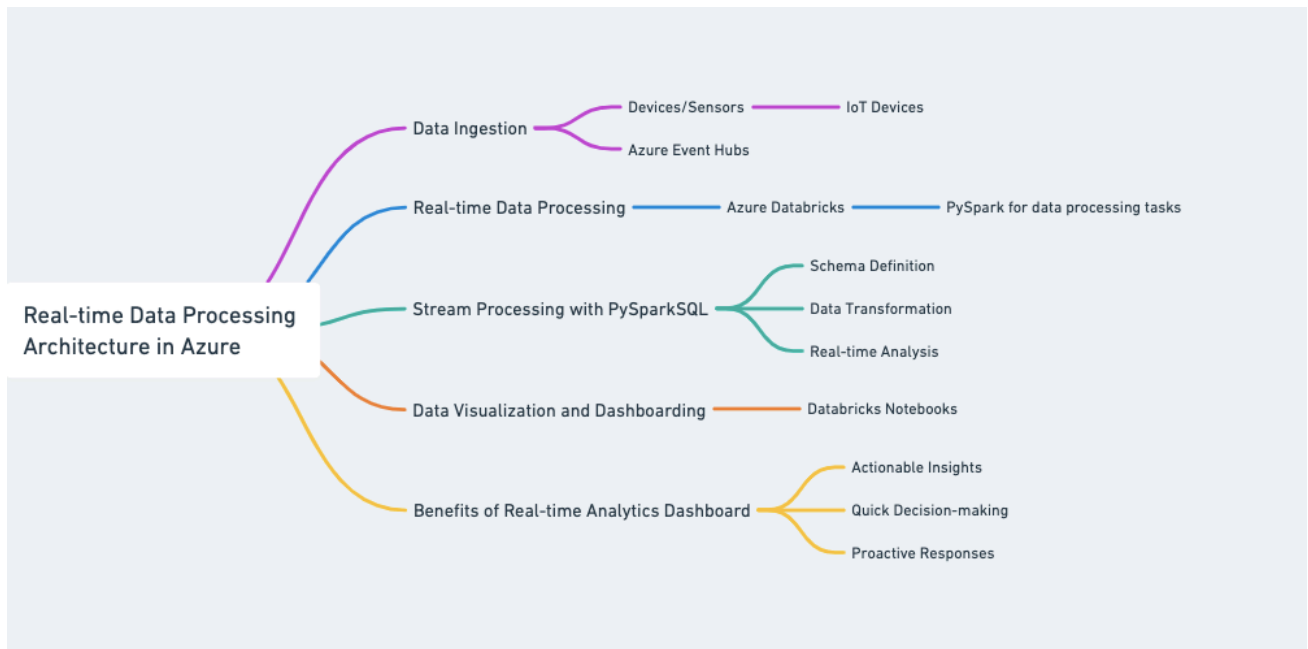 Real-time Data Processing
Architecture in Azure
Data Ingestion
Devices/Sensors
IoT Devices
Azure Event Hubs
Real-time Data Processing
Azure Databricks
PySpark for data processing tasks
Stream Processing with PySparkSQL
Schema Definition
Data Transformation
Real-time Analysis
Data Visualization and Dashboarding
Databricks Notebooks
Benefits of Real-time Analytics Dashboard
Actionable Insights
Quick Decision-making
Proactive Responses